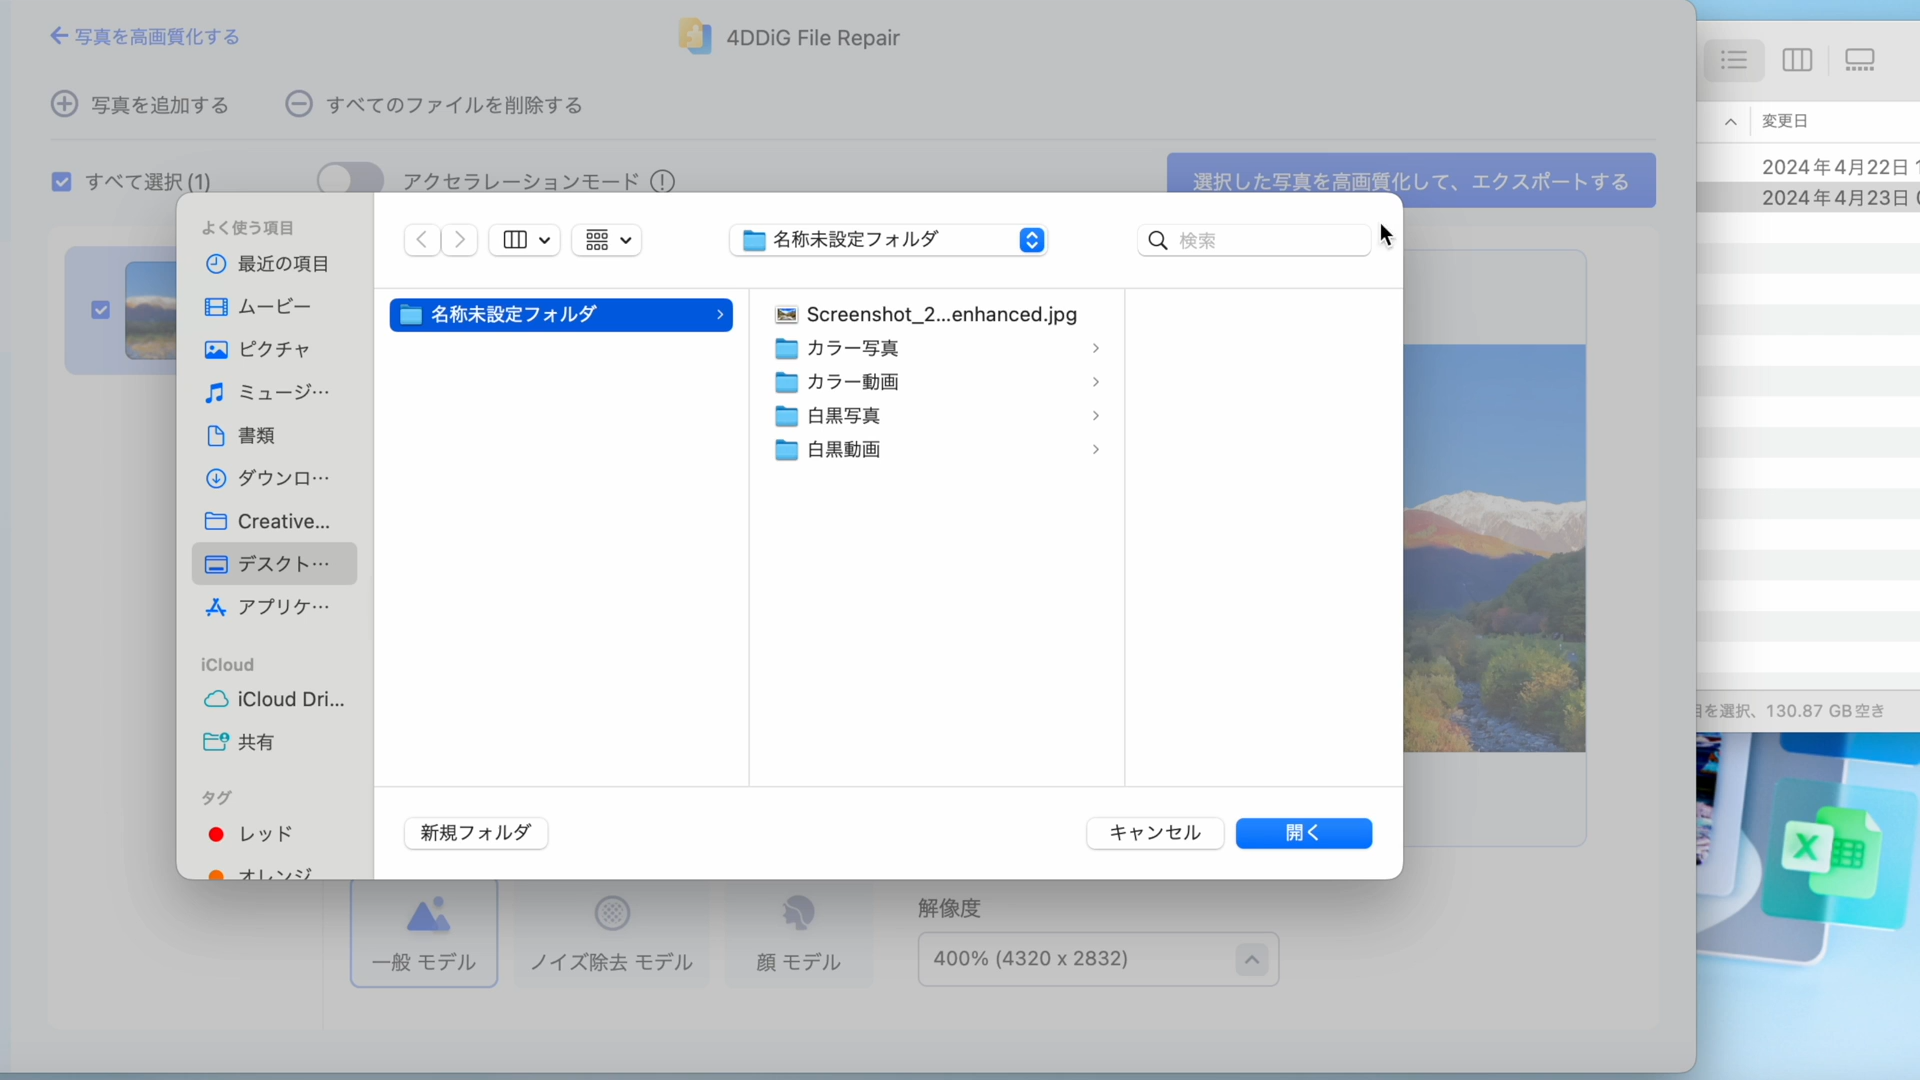 写真を高画質化する
4DDiG File Repair
写真を追加する
すべてのファイルを削除する
すべて選択 (1)
アクセラレーションモード
選択した写真を高画質化して、エクスポートする
変更日
2024年4月22日
2024年4月23日
よく使う項目
最近の項目
ムービー
ピクチャ
ミュージ…
書類
ダウンロ…
Creative...
デスクト…
アプリケ…
iCloud
iCloud Dri...
共有
タグ
レッド
オレンジ
名称未設定フォルダ
検索
名称未設定フォルダ
Screenshot_2...enhanced.jpg
カラー写真
カラー動画
白黒写真
白黒動画
新規フォルダ
キャンセル
開く
目を選択、130.87 GB空き
X
一般 モデル
ノイズ除去 モデル
顔 モデル
解像度
400% (4320 x 2832)